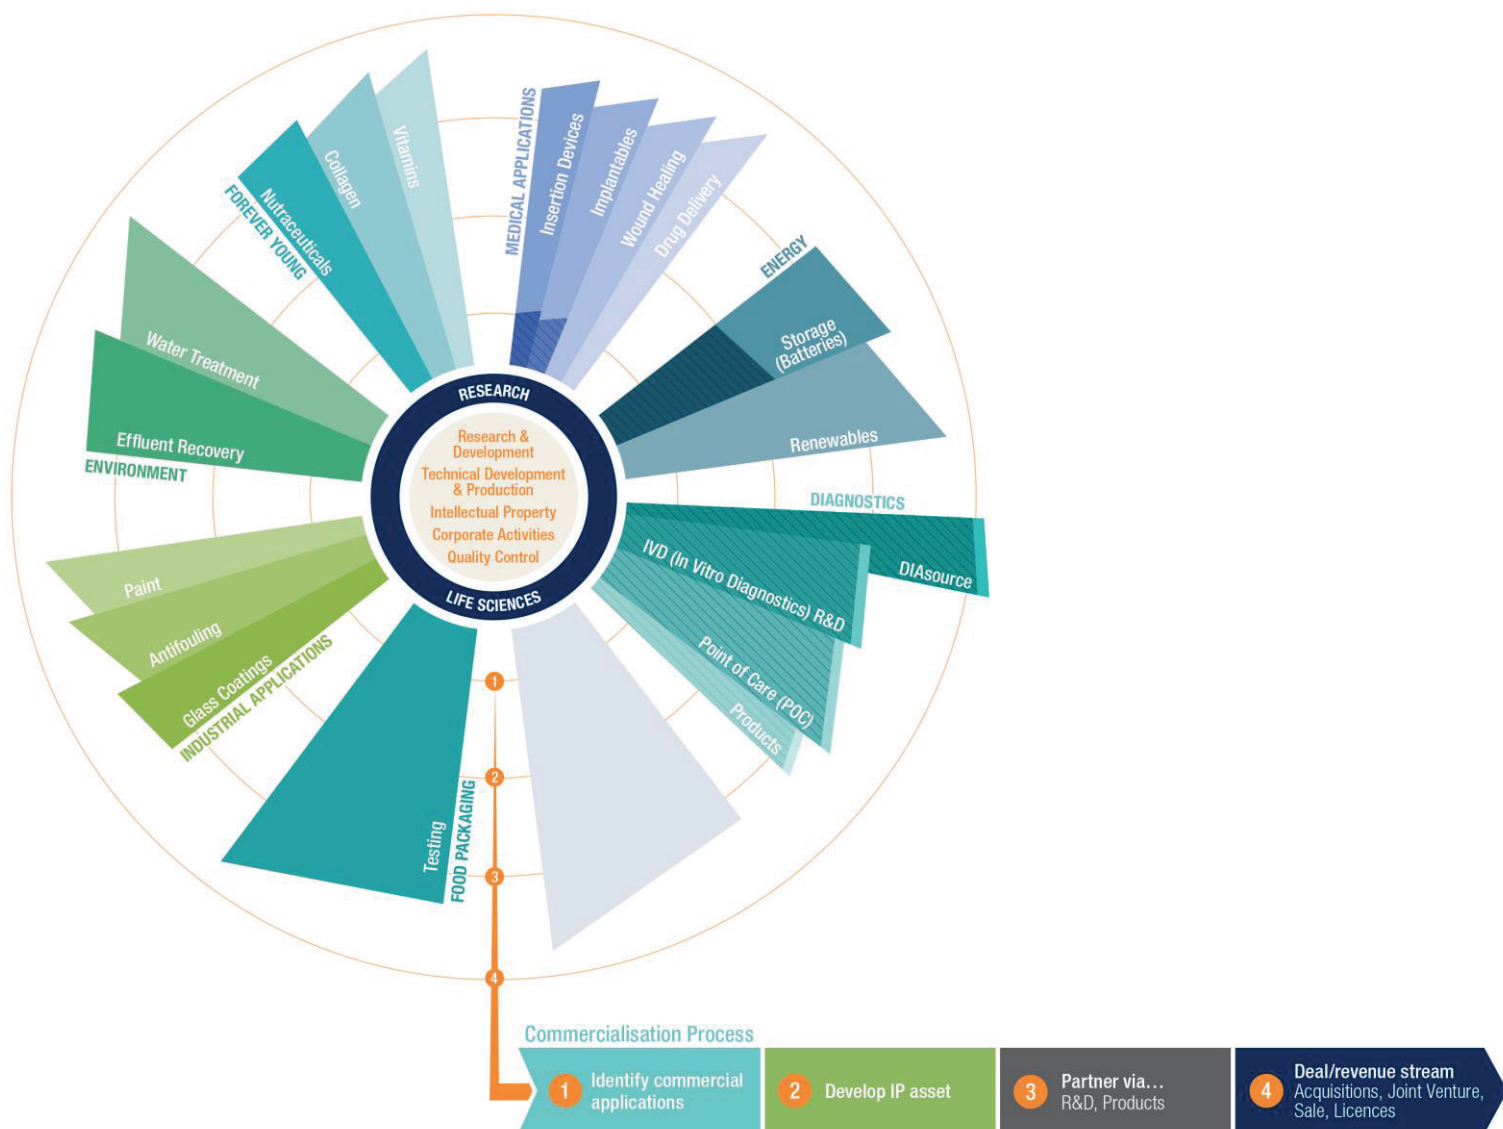 MEDICAL APPLICATIONS
Insertion Devices
Implantables
Wound Healing
Drug Delivery
ENERGY
Storage
(Batteries)
Renewables
DIAGNOSTICS
DIAsource
IVD (In Vitro Diagnostics) R&D
Point of Care (POC)
Products
FOOD PACKAGING
Testing
INDUSTRIAL APPLICATIONS
Glass Coatings
Antifouling
Paint
ENVIRONMENT
Effluent Recovery
Water Treatment
FOREVER YOUNG
Nutraceuticals
Collagen
Vitamins
RESEARCH
Research &
Development
Technical Development
& Production
Intellectual Property
Corporate Activities
Quality Control
LIFE SCIENCES
1
2
3
4
Commercialisation Process
1
Identify commercial
applications
2
Develop IP asset
3
Partner via...
R&D, Products
4
Deal/revenue stream
Acquisitions, Joint Venture,
Sale, Licences